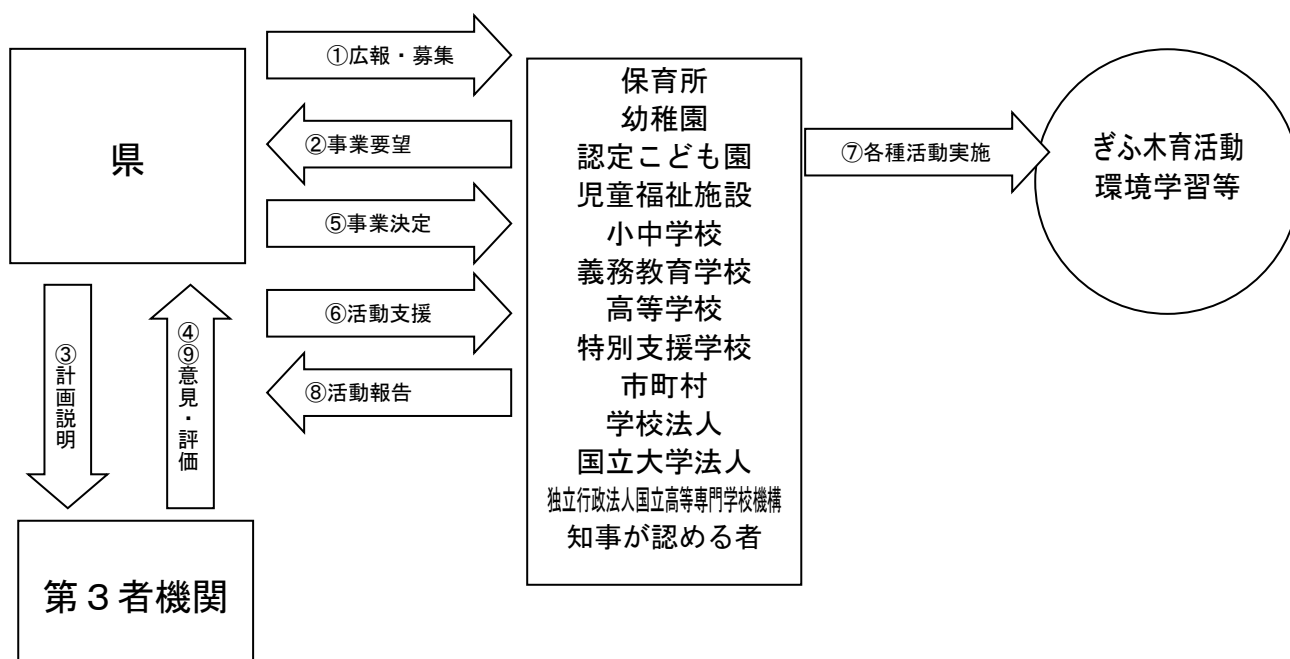 県
①広報・募集
②事業要望
⑤事業決定
⑥活動支援
⑧活動報告
③計画説明
④⑨意見・評価
第３者機関
保育所
幼稚園
認定こども園
児童福祉施設
小中学校
義務教育学校
高等学校
特別支援学校
市町村
学校法人
国立大学法人
独立行政法人国立高等専門学校機構
知事が認める者
⑦各種活動実施
ぎふ木育活動
環境学習等